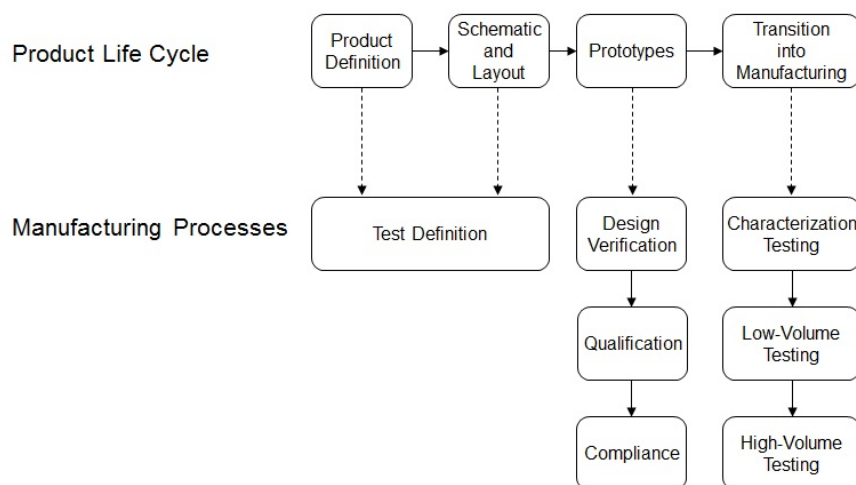 Product Life Cycle
Product
Definition
Schematic
and
Layout
Prototypes
Transition
into
Manufacturing
Manufacturing Processes
Test Definition
Design
Verification
Characterization
Testing
Qualification
Low-Volume
Testing
Compliance
High-Volume
Testing